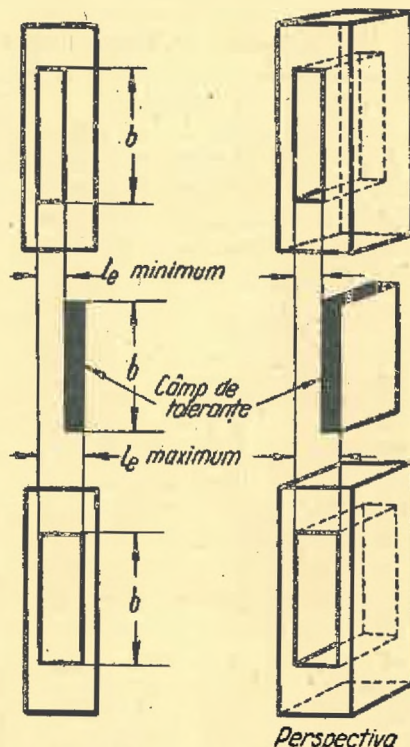 b
l_e minimum
b
Câmp de
toleranțe
l_e maximum
b
Perspectiva